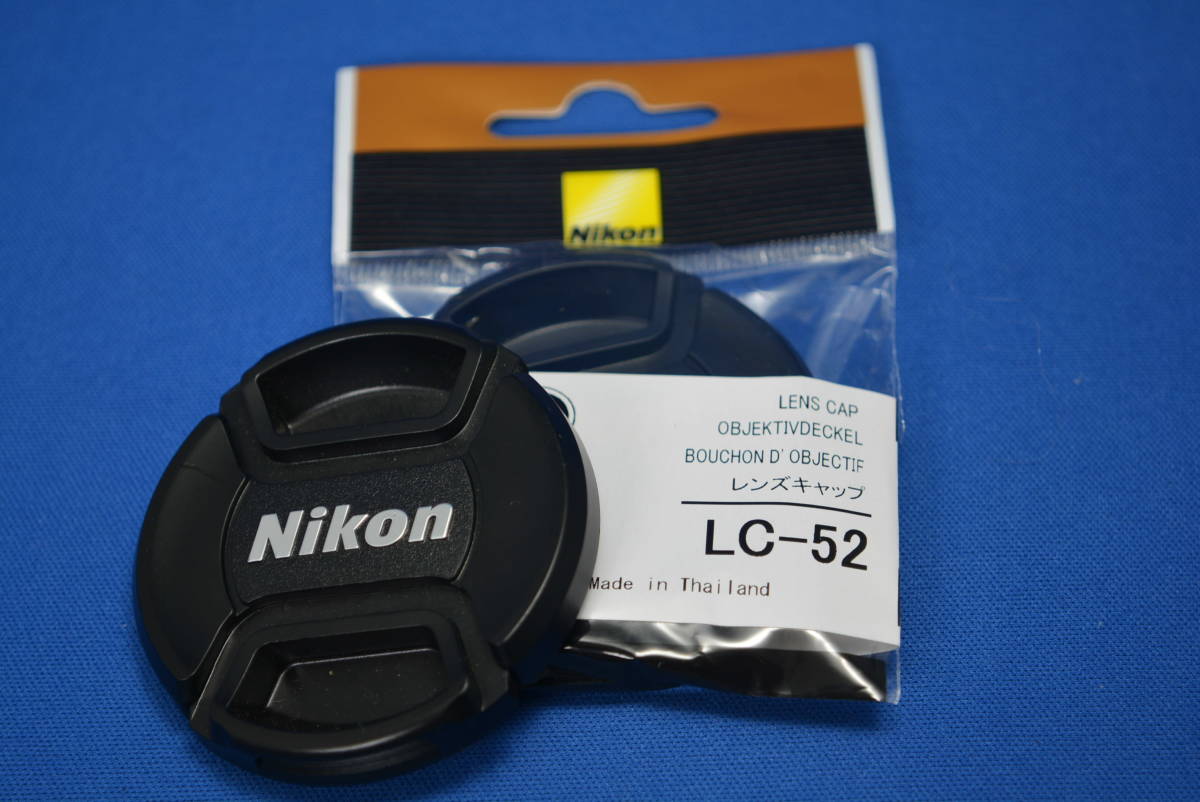 Nikon
Nikon
LENS CAP
OBJEKTIVDECKEL
BOUCHON D'OBJECTIF
レンズキャップ
LC-52
Made in Thailand